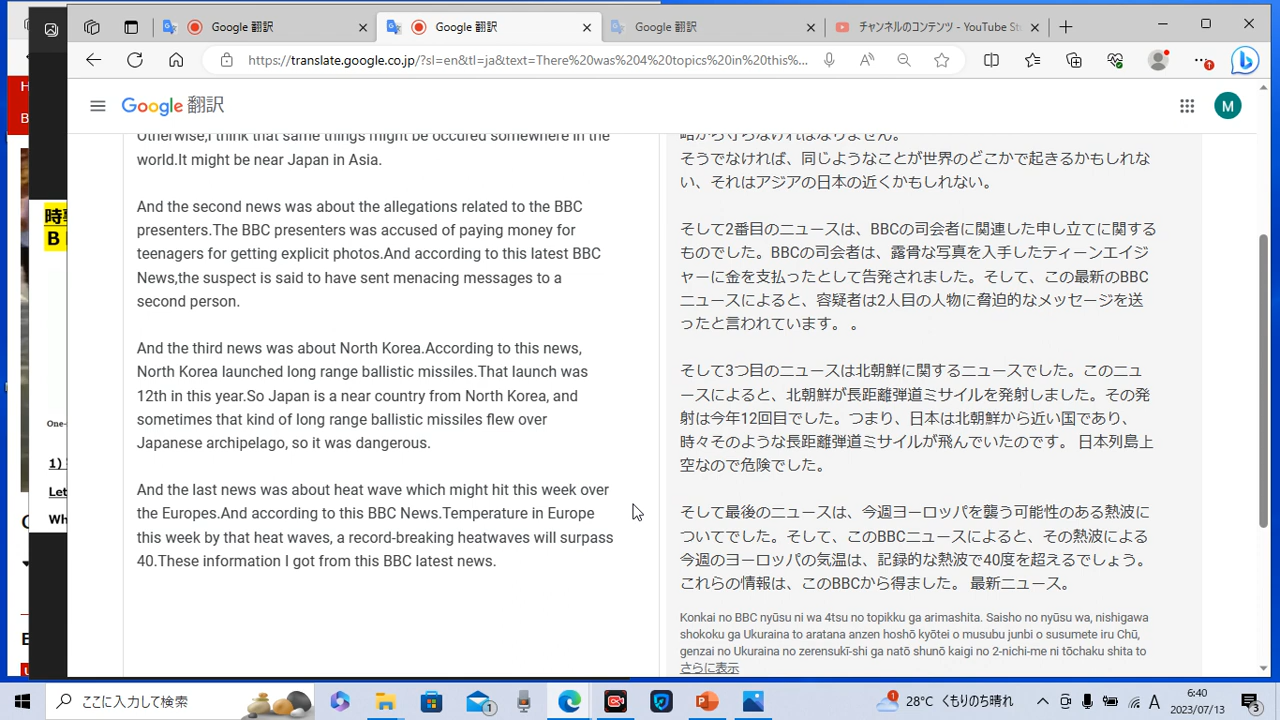 Google 翻訳
Google 翻訳
Google 翻訳
チャンネルのコンテンツ - YouTube St
https://translate.google.co.jp/?sl=en&tl=ja&text=There%20was%204%20topics%20in%20this%...
Google 翻訳
M
Otherwise,I think that same things might be occured somewhere in the
world.It might be near Japan in Asia.
And the second news was about the allegations related to the BBC
presenters.The BBC presenters was accused of paying money for
teenagers for getting explicit photos.And according to this latest BBC
News,the suspect is said to have sent menacing messages to a
second person.
And the third news was about North Korea.According to this news,
North Korea launched long range ballistic missiles.That launch was
12th in this year.So Japan is a near country from North Korea, and
sometimes that kind of long range ballistic missiles flew over
Japanese archipelago, so it was dangerous.
And the last news was about heat wave which might hit this week over
the Europes.And according to this BBC News.Temperature in Europe
this week by that heat waves, a record-breaking heatwaves will surpass
40.These information I got from this BBC latest news.
略から守らなければなりません。
そうでなければ、同じようなことが世界のどこかで起きるかもしれな
い、それはアジアの日本の近くかもしれない。
そして2番目のニュースは、BBCの司会者に関連した申し立てに関する
ものでした。BBCの司会者は、露骨な写真を入手したティーンエイジ
ャーに金を支払ったとして告発されました。そして、この最新のBBC
ニュースによると、容疑者は2人目の人物に脅迫的なメッセージを送
ったと言われています。 。
そして3つ目のニュースは北朝鮮に関するニュースでした。このニュ
ースによると、北朝鮮が長距離弾道ミサイルを発射しました。その発
射は今年12回目でした。つまり、日本は北朝鮮から近い国であり、
時々そのような長距離弾道ミサイルが飛んでいたのです。 日本列島上
空なので危険でした。
そして最後のニュースは、今週ヨーロッパを襲う可能性のある熱波に
ついてでした。そして、このBBCニュースによると、その熱波による
今週のヨーロッパの気温は、記録的な熱波で40度を超えるでしょう。
これらの情報は、このBBCから得ました。 最新ニュース。
Konkai no BBC nyūsu ni wa 4tsu no topikku ga arimashita. Saisho no nyūsu wa, nishigawa
shokoku ga Ukuraina to aratana anzen hoshō kyōtei o musubu junbi o susumete iru Chū,
genzai no Ukuraina no zerensukī-shi ga natō shunō kaigi no 2-nichi-me ni tōchaku shita to
さらに表示
B
One-
1)
Let
Wh
ここに入力して検索
1
28°C くもりのち晴れ
A
6:40
2023/07/13
3